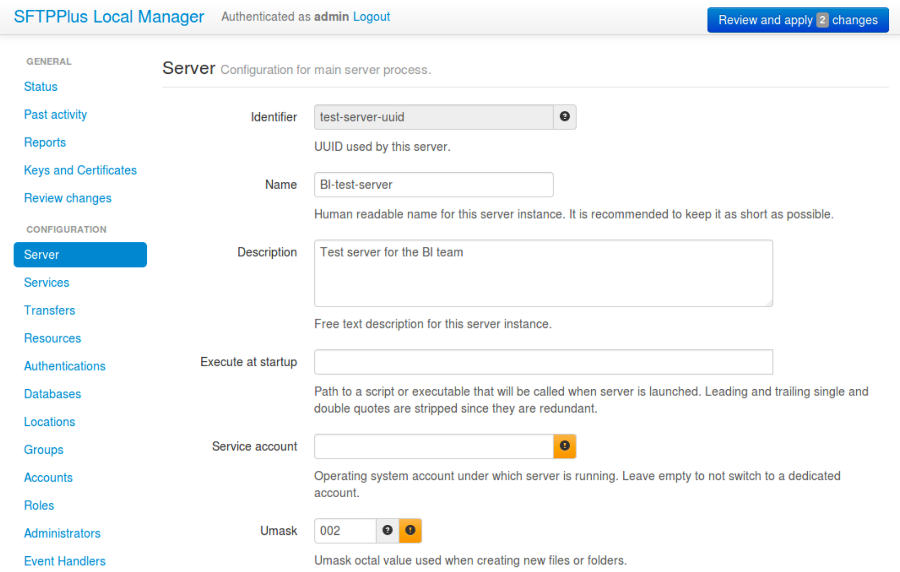 SFTPPlus Local Manager Authenticated as admin Logout Review and apply 2 changes
GENERAL
Status
Past activity
Reports
Keys and Certificates
Review changes
CONFIGURATION
Server
Services
Transfers
Resources
Authentications
Databases
Locations
Groups
Accounts
Roles
Administrators
Event Handlers
Server Configuration for main server process.
Identifier test-server-uuid ?
UUID used by this server.
Name BI-test-server
Human readable name for this server instance. It is recommended to keep it as short as possible.
Description Test server for the BI team
Free text description for this server instance.
Execute at startup
Path to a script or executable that will be called when server is launched. Leading and trailing single and
double quotes are stripped since they are redundant.
Service account !
Operating system account under which server is running. Leave empty to not switch to a dedicated
account.
Umask 002 ? !
Umask octal value used when creating new files or folders.